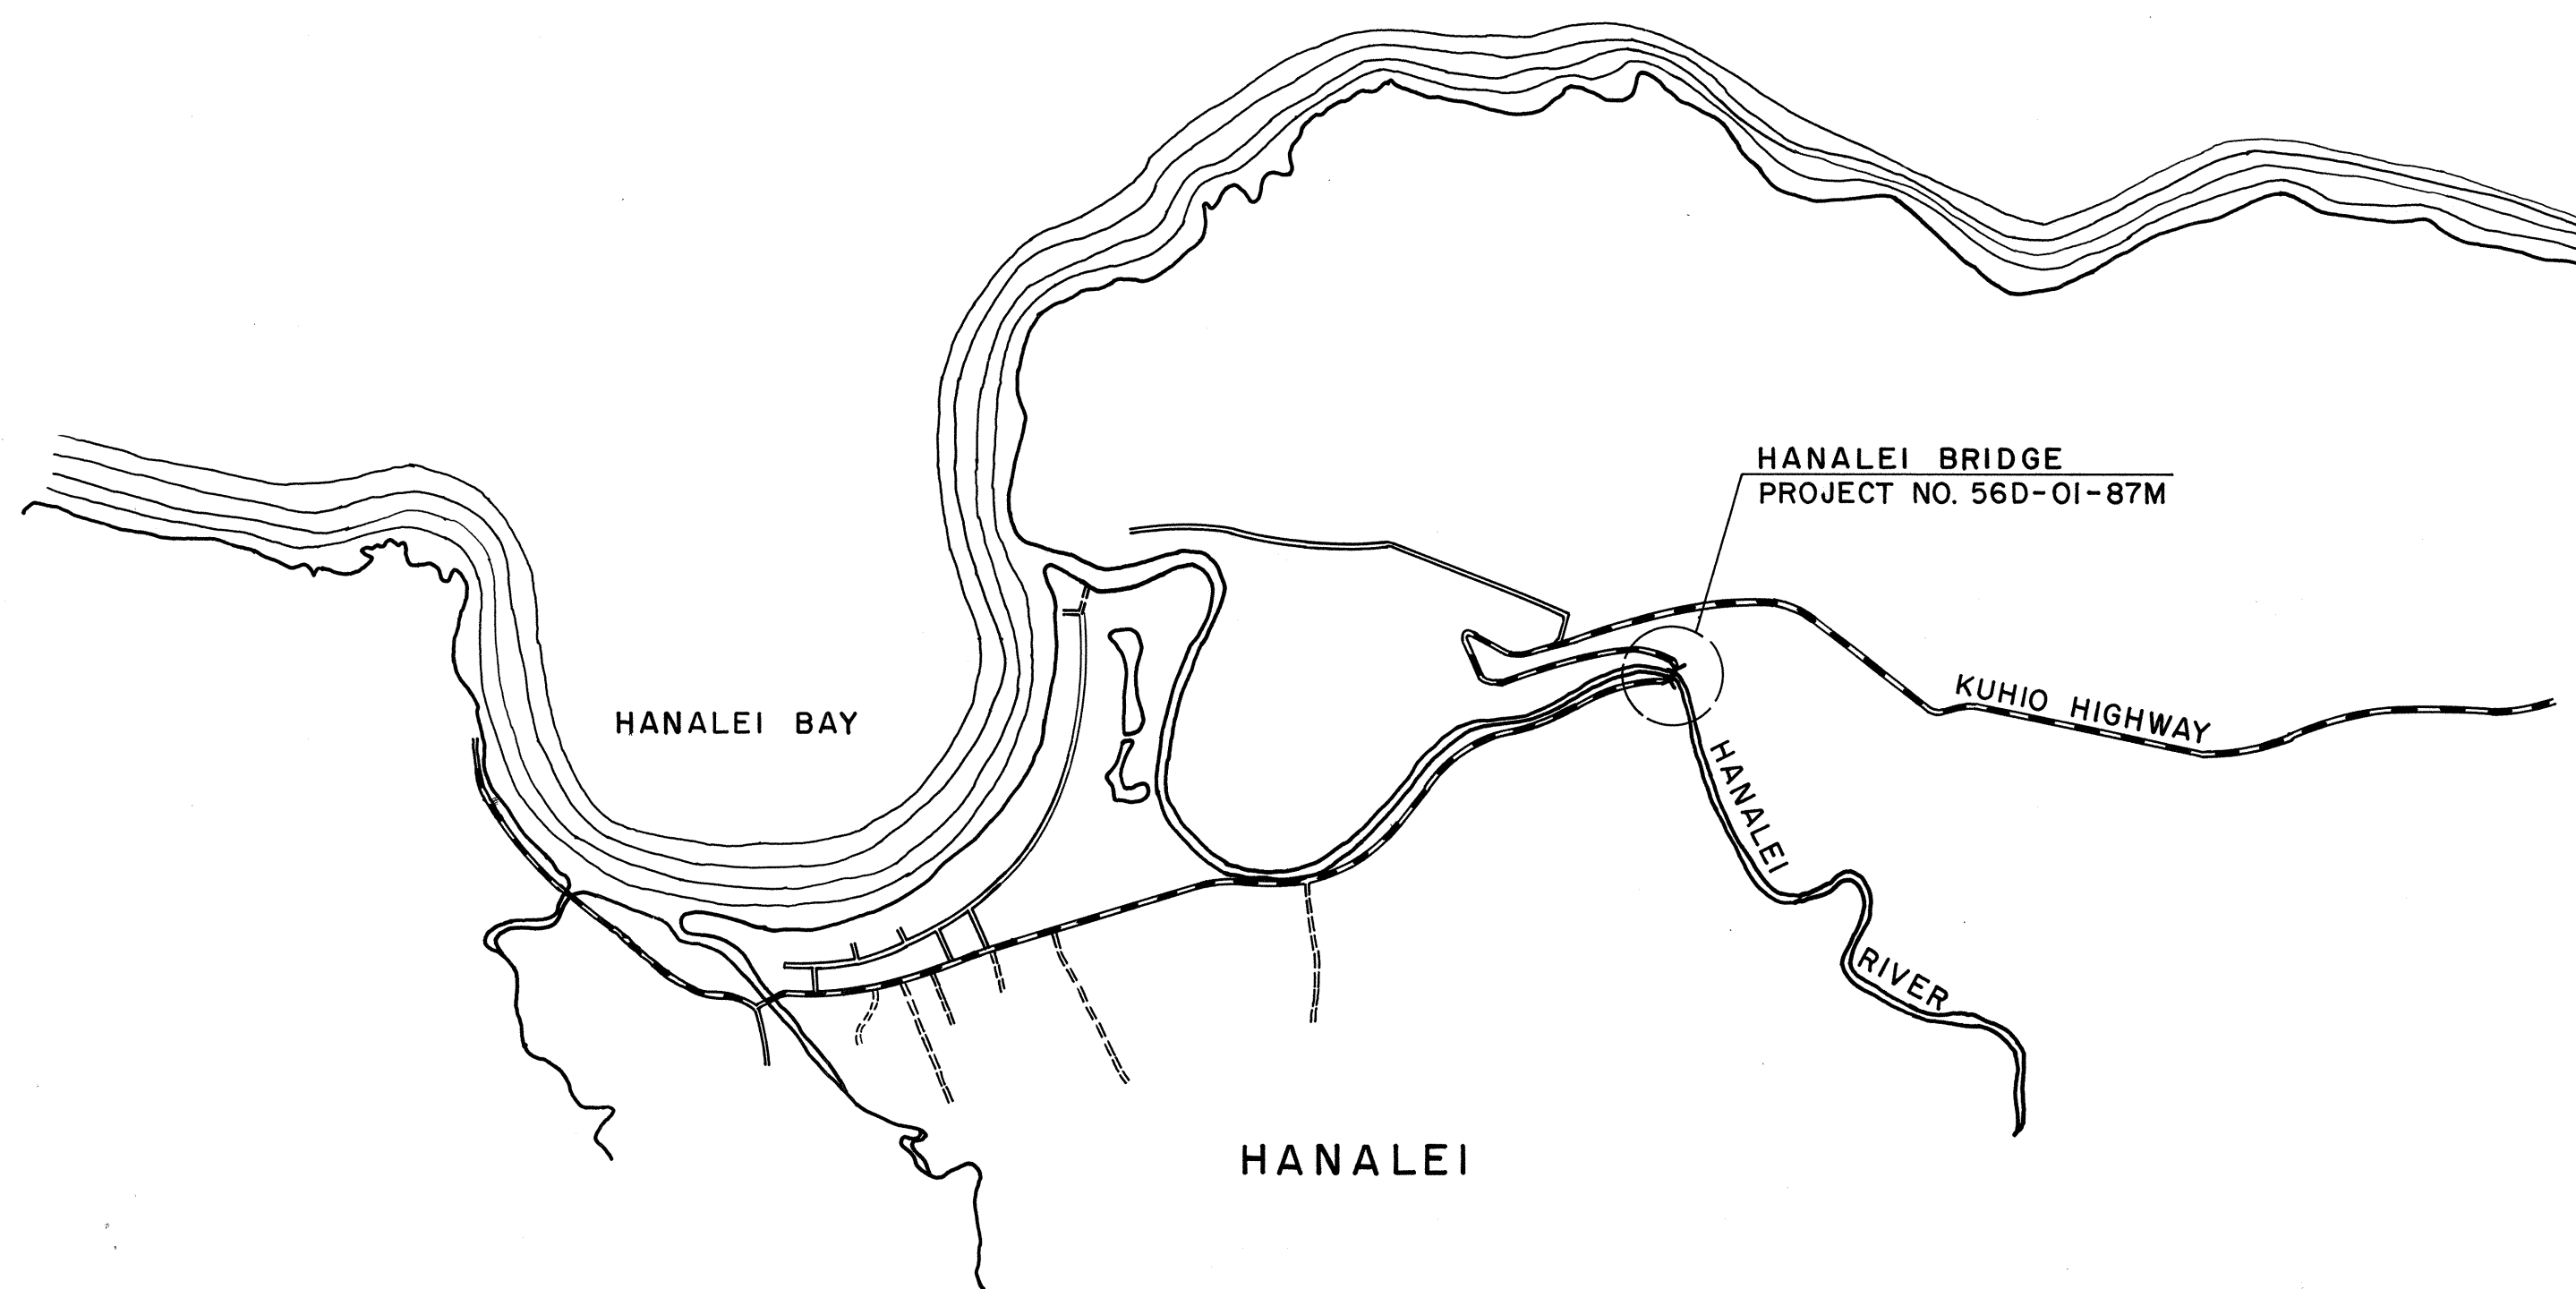 HANALEI BRIDGE
PROJECT NO. 56D-01-87M
KUHIO HIGHWAY
HANALEI BAY
HANALEI
RIVER
HANALEI